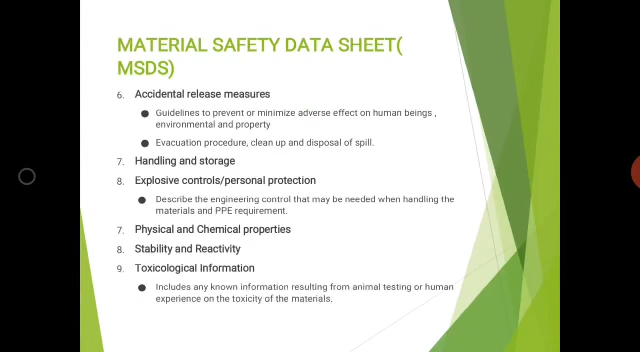 MATERIAL SAFETY DATA SHEET(
MSDS)
6. Accidental release measures
● Guidelines to prevent or minimize adverse effect on human beings ,
environmental and property
● Evacuation procedure, clean up and disposal of spill.
7. Handling and storage
8. Explosive controls/personal protection
● Describe the engineering control that may be needed when handling the
materials and PPE requirement.
7. Physical and Chemical properties
8. Stability and Reactivity
9. Toxicological Information
● Includes any known information resulting from animal testing or human
experience on the toxicity of the materials.